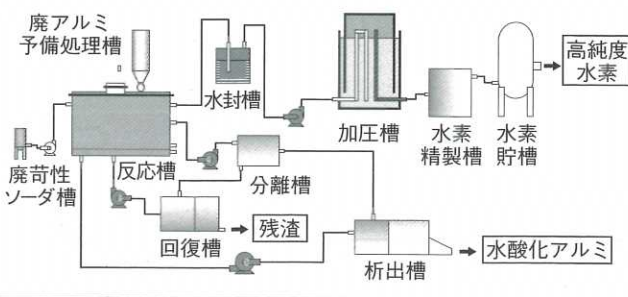 廃アルミ
予備処理槽
水封槽
加圧槽
水素
精製槽
水素
貯槽
高純度
水素
廃苛性
ソーダ槽
反応槽
分離槽
回復槽
残渣
析出槽
水酸化アルミ